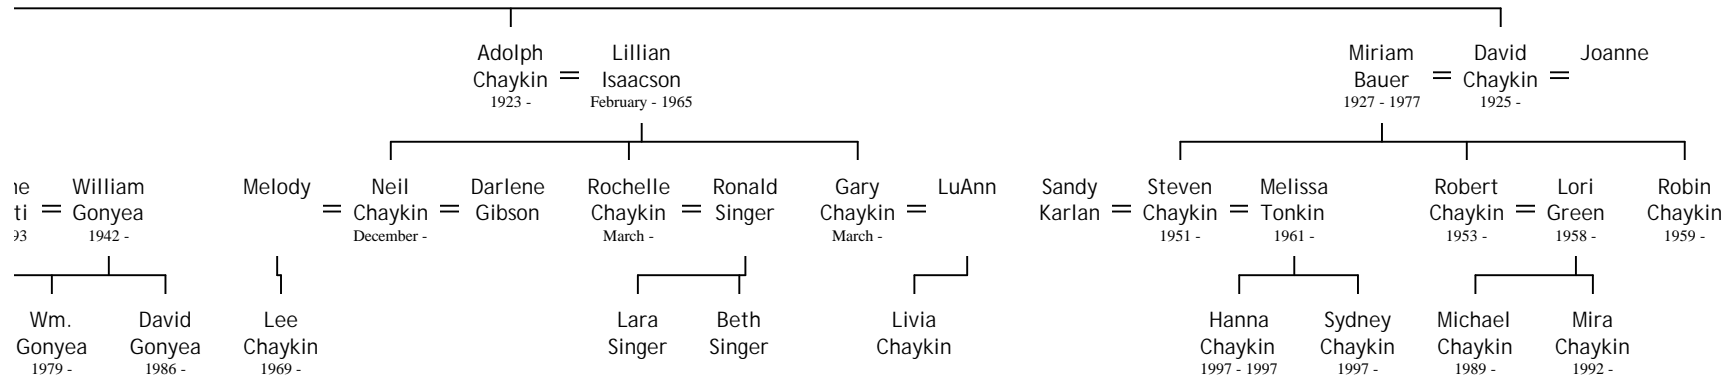 Adolph Lillian Miriam David Joanne
Chaykin = Isaacson Bauer = Chaykin =
1923 - February - 1965 1927 - 1977 1925 -
ne William Melody Neil Darlene Rochelle Ronald Gary LuAnn Sandy Steven Melissa Robert Lori Robin
ti = Gonyea = Chaykin = Gibson Chaykin = Singer Chaykin = Karlan = Chaykin = Tonkin Chaykin = Green Chaykin
93 1942 - December - March - March - 1951 - 1961 - 1953 - 1958 - 1959 -
Wm. David Lee Lara Beth Livia Hanna Sydney Michael Mira
Gonyea Gonyea Chaykin Singer Singer Chaykin Chaykin Chaykin Chaykin Chaykin
1979 - 1986 - 1969 - 1997 - 1997 1997 - 1989 - 1992 -